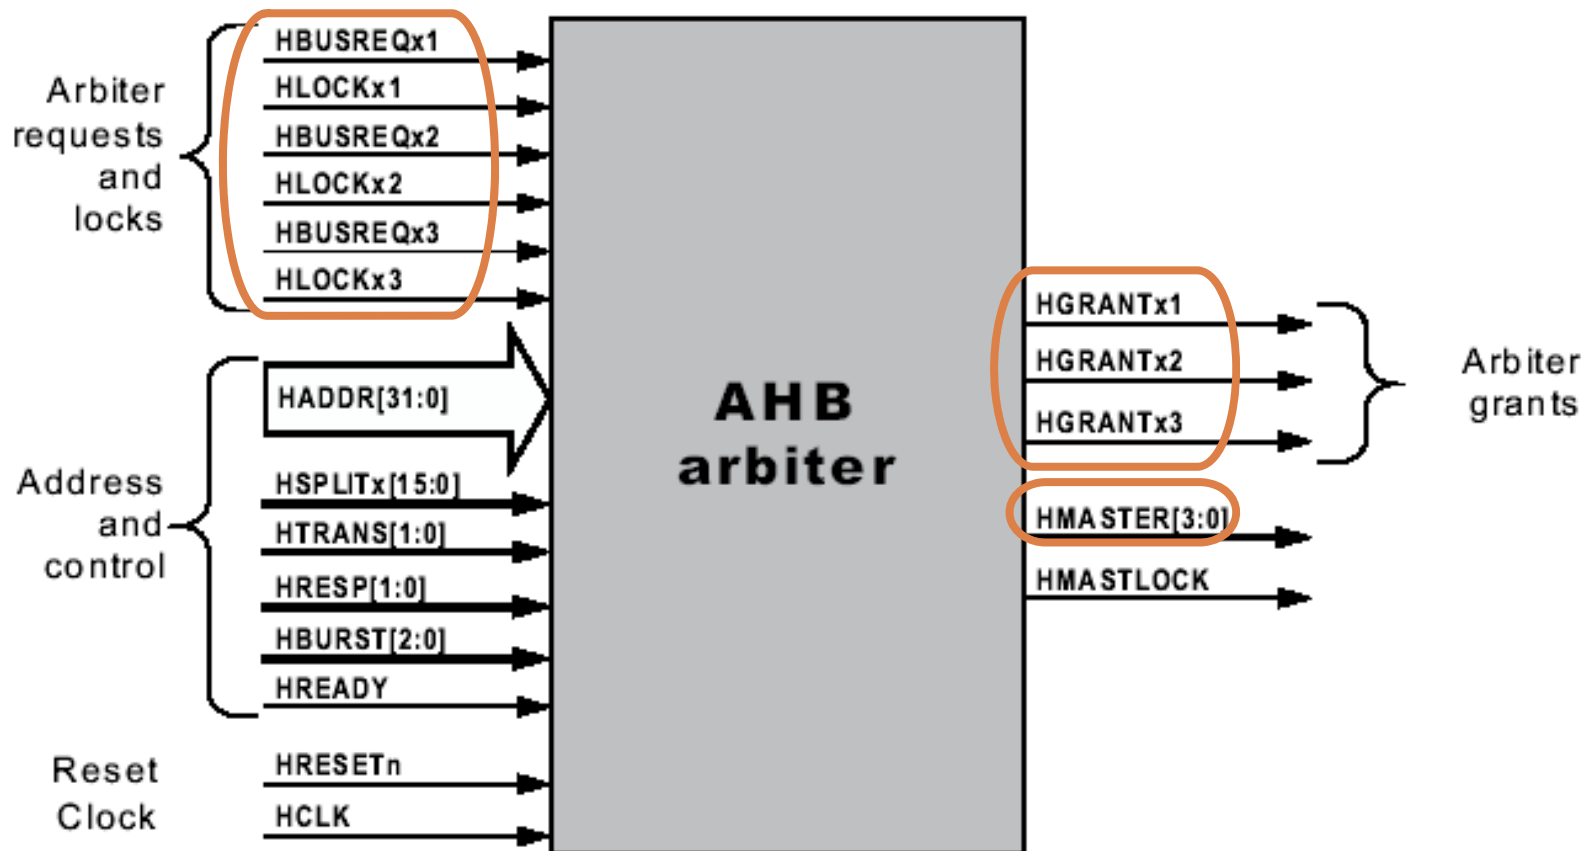 Arbiter
requests
and
locks
HBUSREQx1
HLOCKx1
HBUSREQx2
HLOCKx2
HBUSREQx3
HLOCKx3
Address
and
control
HADDR[31:0]
HSPLITx[15:0]
HTRANS[1:0]
HRESP[1:0]
HBURST[2:0]
HREADY
Reset
Clock
HRESETn
HCLK
AHB
arbiter
HGRANTx1
HGRANTx2
HGRANTx3
Arbiter
grants
HMASTER[3:0]
HMASTLOCK